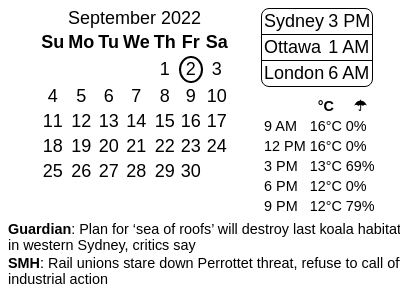 September 2022
Su Mo Tu We Th Fr Sa
1 2 3
4 5 6 7 8 9 10
11 12 13 14 15 16 17
18 19 20 21 22 23 24
25 26 27 28 29 30
Sydney 3 PM
Ottawa 1 AM
London 6 AM
°C ☂
9 AM 16°C 0%
12 PM 16°C 0%
3 PM 13°C 69%
6 PM 12°C 0%
9 PM 12°C 79%
Guardian: Plan for ‘sea of roofs’ will destroy last koala habitat
in western Sydney, critics say
SMH: Rail unions stare down Perrottet threat, refuse to call of
industrial action